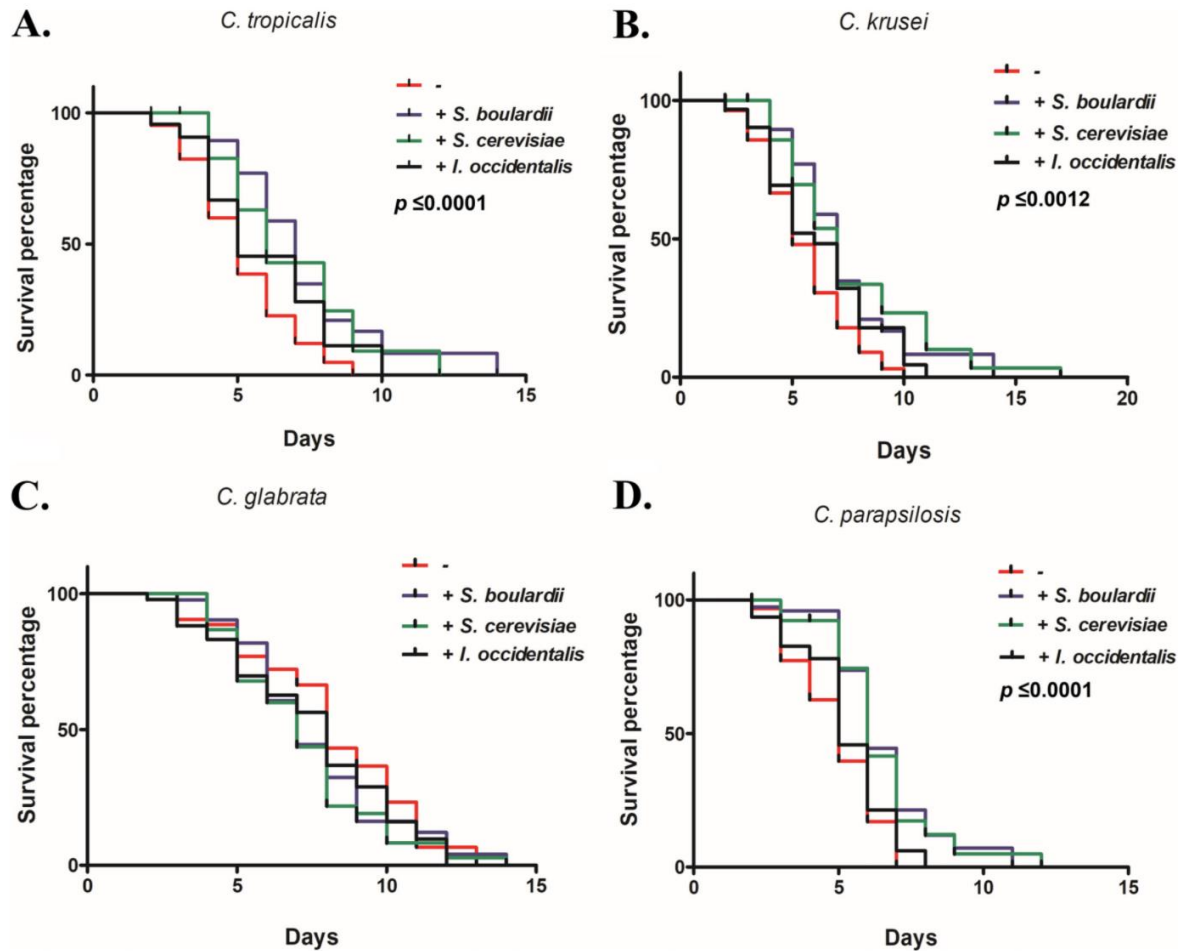 A.
C. tropicalis
-
+ S. boulardii
+ S. cerevisiae
+ I. occidentalis
p ≤0.0001
Survival percentage
100
50
0
0 5 10 15
Days
B.
C. krusei
-
+ S. boulardii
+ S. cerevisiae
+ I. occidentalis
p ≤0.0012
Survival percentage
100
50
0
0 5 10 15 20
Days
C.
C. glabrata
-
+ S. boulardii
+ S. cerevisiae
+ I. occidentalis
Survival percentage
100
50
0
0 5 10 15
Days
D.
C. parapsilosis
-
+ S. boulardii
+ S. cerevisiae
+ I. occidentalis
p ≤0.0001
Survival percentage
100
50
0
0 5 10 15
Days